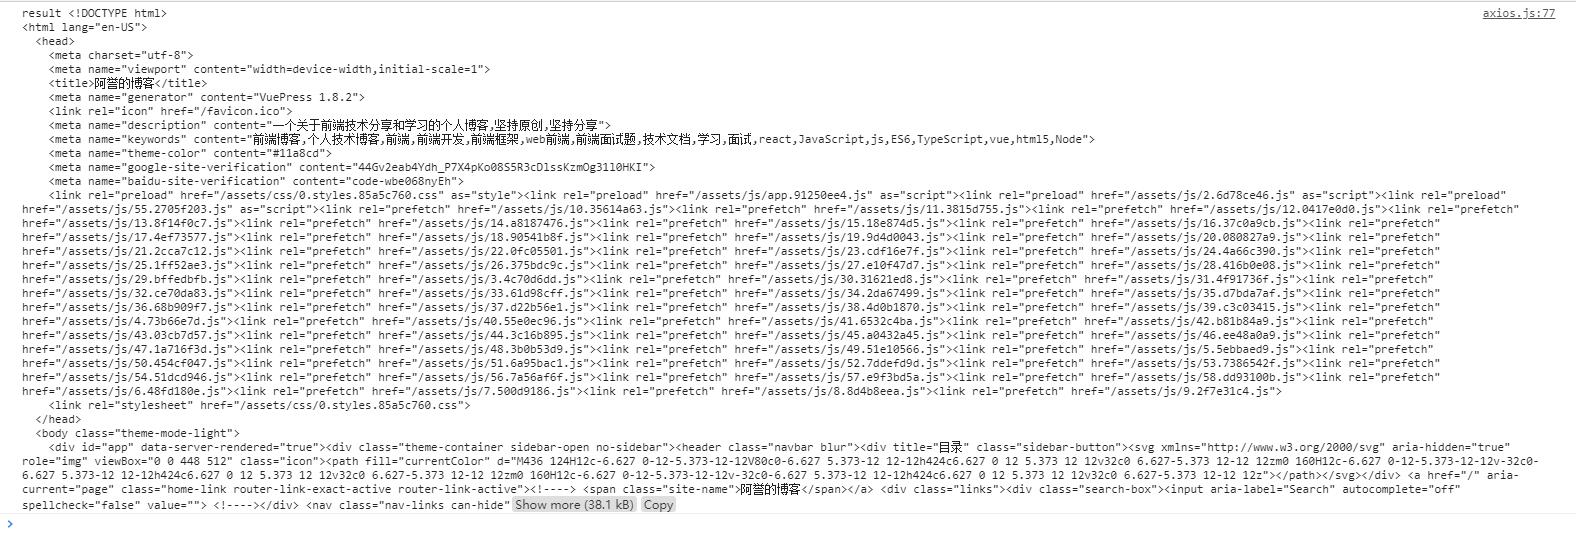 result <!DOCTYPE html>
axios.js:77
<html lang="en-US">
<head>
<meta charset="utf-8">
<meta name="viewport" content="width=device-width,initial-scale=1">
<title>阿誉的博客</title>
<meta name="generator" content="VuePress 1.8.2">
<link rel="icon" href="/favicon.ico">
<meta name="description" content="一个关于前端技术分享和学习的个人博客,坚持原创,坚持分享">
<meta name="keywords" content="前端博客,个人技术博客,前端,前端开发,前端框架,web前端,前端面试题,技术文档,学习,面试,react,JavaScript,js,ES6,TypeScript,vue,html5,Node">
<meta name="theme-color" content="#11a8cd">
<meta name="google-site-verification" content="44Gv2eab4Ydh_P7X4pKo08S5R3cDlssKzmOg31l0HKI">
<meta name="baidu-site-verification" content="code-wbe068nyEh">
<link rel="preload" href="/assets/css/0.styles.85a5c760.css" as="style"><link rel="preload" href="/assets/js/app.91250ee4.js" as="script"><link rel="preload" href="/assets/js/2.6d78ce46.js" as="script"><link rel="preload"
href="/assets/js/55.2705f203.js" as="script"><link rel="prefetch" href="/assets/js/10.35614a63.js"><link rel="prefetch" href="/assets/js/11.3815d755.js"><link rel="prefetch" href="/assets/js/12.0417e0d0.js"><link rel="prefetch"
href="/assets/js/13.8f14f0c7.js"><link rel="prefetch" href="/assets/js/14.a8187476.js"><link rel="prefetch" href="/assets/js/15.18e874d5.js"><link rel="prefetch" href="/assets/js/16.37c0a9cb.js"><link rel="prefetch"
href="/assets/js/17.4ef73577.js"><link rel="prefetch" href="/assets/js/18.90541b8f.js"><link rel="prefetch" href="/assets/js/19.9d4d0043.js"><link rel="prefetch" href="/assets/js/20.080827a9.js"><link rel="prefetch"
href="/assets/js/21.2cca7c12.js"><link rel="prefetch" href="/assets/js/22.0fc05501.js"><link rel="prefetch" href="/assets/js/23.cdf16e7f.js"><link rel="prefetch" href="/assets/js/24.4a66c390.js"><link rel="prefetch"
href="/assets/js/25.1ff52ae3.js"><link rel="prefetch" href="/assets/js/26.375bdc9c.js"><link rel="prefetch" href="/assets/js/27.e10f47d7.js"><link rel="prefetch" href="/assets/js/28.416b0e08.js"><link rel="prefetch"
href="/assets/js/29.bffedbfb.js"><link rel="prefetch" href="/assets/js/3.4c70d6dd.js"><link rel="prefetch" href="/assets/js/30.31621ed8.js"><link rel="prefetch" href="/assets/js/31.4f91736f.js"><link rel="prefetch"
href="/assets/js/32.ce70da83.js"><link rel="prefetch" href="/assets/js/33.61d98cff.js"><link rel="prefetch" href="/assets/js/34.2da67499.js"><link rel="prefetch" href="/assets/js/35.d7bda7af.js"><link rel="prefetch"
href="/assets/js/36.68b909f7.js"><link rel="prefetch" href="/assets/js/37.d22b56e1.js"><link rel="prefetch" href="/assets/js/38.4d0b1870.js"><link rel="prefetch" href="/assets/js/39.c3c03415.js"><link rel="prefetch"
href="/assets/js/4.73b66e7d.js"><link rel="prefetch" href="/assets/js/40.55e0ec96.js"><link rel="prefetch" href="/assets/js/41.6532c4ba.js"><link rel="prefetch" href="/assets/js/42.b81b84a9.js"><link rel="prefetch"
href="/assets/js/43.03cb7d57.js"><link rel="prefetch" href="/assets/js/44.3c16b895.js"><link rel="prefetch" href="/assets/js/45.a0432a45.js"><link rel="prefetch" href="/assets/js/46.ee48a0a9.js"><link rel="prefetch"
href="/assets/js/47.1a716f3d.js"><link rel="prefetch" href="/assets/js/48.3b0b53d9.js"><link rel="prefetch" href="/assets/js/49.51e10566.js"><link rel="prefetch" href="/assets/js/5.5ebbaed9.js"><link rel="prefetch"
href="/assets/js/50.454cf047.js"><link rel="prefetch" href="/assets/js/51.6a95bac1.js"><link rel="prefetch" href="/assets/js/52.7ddefd9d.js"><link rel="prefetch" href="/assets/js/53.7386542f.js"><link rel="prefetch"
href="/assets/js/54.51dcd946.js"><link rel="prefetch" href="/assets/js/56.7a56af6f.js"><link rel="prefetch" href="/assets/js/57.e9f3bd5a.js"><link rel="prefetch" href="/assets/js/58.dd93100b.js"><link rel="prefetch"
href="/assets/js/6.48fd180e.js"><link rel="prefetch" href="/assets/js/7.500d9186.js"><link rel="prefetch" href="/assets/js/8.8d4b8eea.js"><link rel="prefetch" href="/assets/js/9.2f7e31c4.js">
<link rel="stylesheet" href="/assets/css/0.styles.85a5c760.css">
</head>
<body class="theme-mode-light">
<div id="app" data-server-rendered="true"><div class="theme-container sidebar-open no-sidebar"><header class="navbar blur"><div title="目录" class="sidebar-button"><svg xmlns="http://www.w3.org/2000/svg" aria-hidden="true"
role="img" viewBox="0 0 448 512" class="icon"><path fill="currentColor" d="M436 124H12c-6.627 0-12-5.373-12-12V80c0-6.627 5.373-12 12-12h424c6.627 0 12 5.373 12 12v32c0 6.627-5.373 12-12 12zm0 160H12c-6.627 0-12-5.373-12-12v-32c0-
6.627 5.373-12 12-12h424c6.627 0 12 5.373 12 12v32c0 6.627-5.373 12-12 12zm0 160H12c-6.627 0-12-5.373-12-12v-32c0-6.627 5.373-12 12-12h424c6.627 0 12 5.373 12 12v32c0 6.627-5.373 12-12 12z"></path></svg></div> <a href="/" aria-
current="page" class="home-link router-link-exact-active router-link-active"><!----> <span class="site-name">阿誉的博客</span></a> <div class="links"><div class="search-box"><input aria-label="Search" autocomplete="off"
spellcheck="false" value=""> <!----></div> <nav class="nav-links can-hide" Show more (38.1 kB) Copy